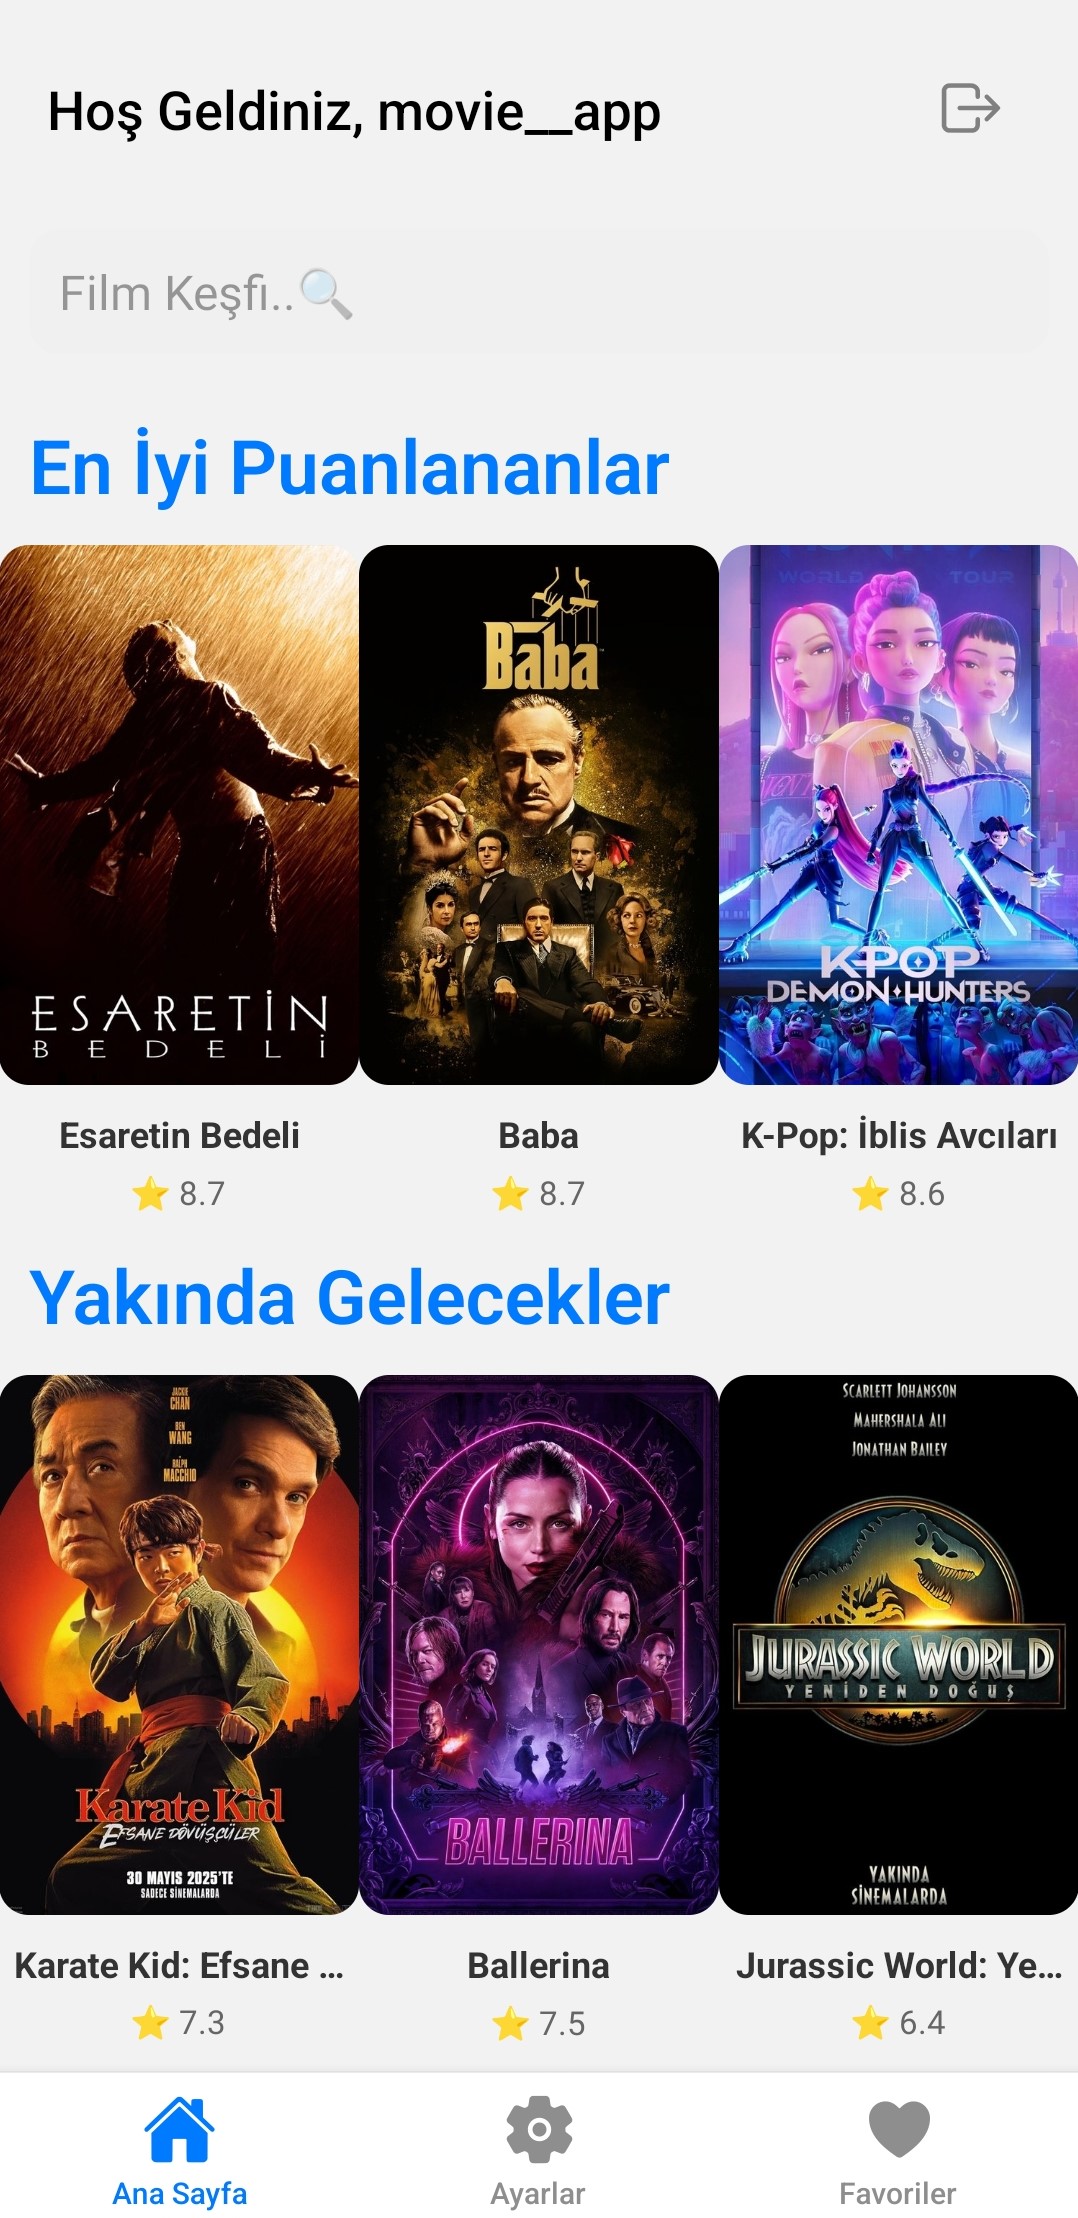 Hoş Geldiniz, movie__app
Film Keşfi..🔍
En İyi Puanlananlar
WORLD TOUR
ESARETİN
BEDELİ
Baba
KPOP
DEMON HUNTERS
Esaretin Bedeli
Baba
K-Pop: İblis Avcıları
⭐ 8.7
⭐ 8.7
⭐ 8.6
Yakında Gelecekler
JACKIE
CHAN
BEN
WANG
RALPH
MACCHIO
Karate Kid
EFSANE DÖVÜŞÇÜLER
30 MAYIS 2025'TE
SADECE SİNEMALARDA
BALLERINA
SCARLETT JOHANSSON
MAHERSHALA ALI
JONATHAN BAILEY
JURASSIC WORLD
YENİDEN DOĞUŞ
YAKINDA
SİNEMALARDA
Karate Kid: Efsane ...
Ballerina
Jurassic World: Ye...
⭐ 7.3
⭐ 7.5
⭐ 6.4
Ana Sayfa
Ayarlar
Favoriler